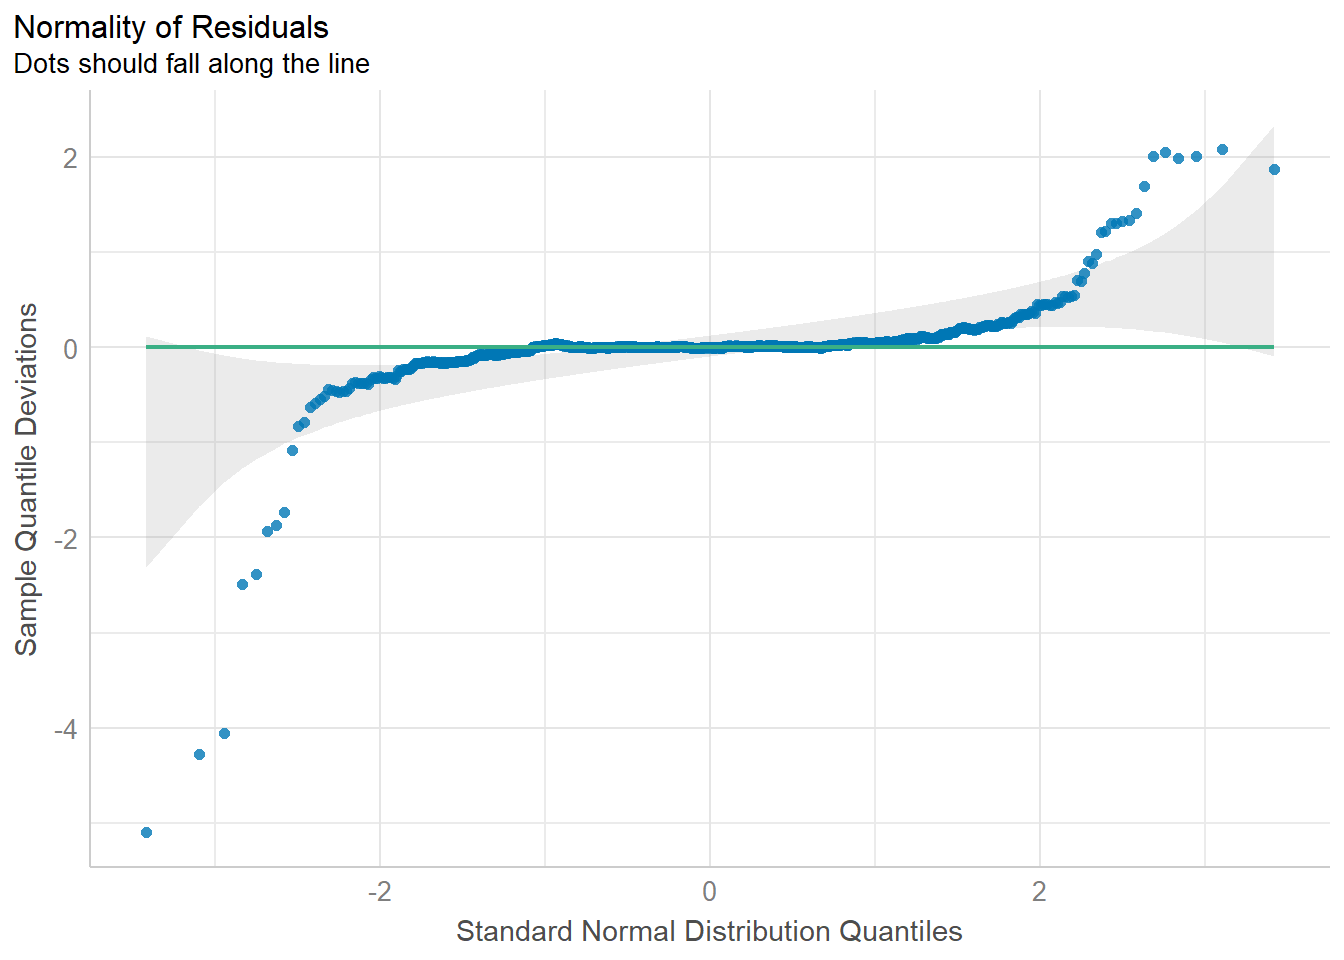 Normality of Residuals
Dots should fall along the line
2
0
-2
-4
Sample Quantile Deviations
-2
0
2
Standard Normal Distribution Quantiles